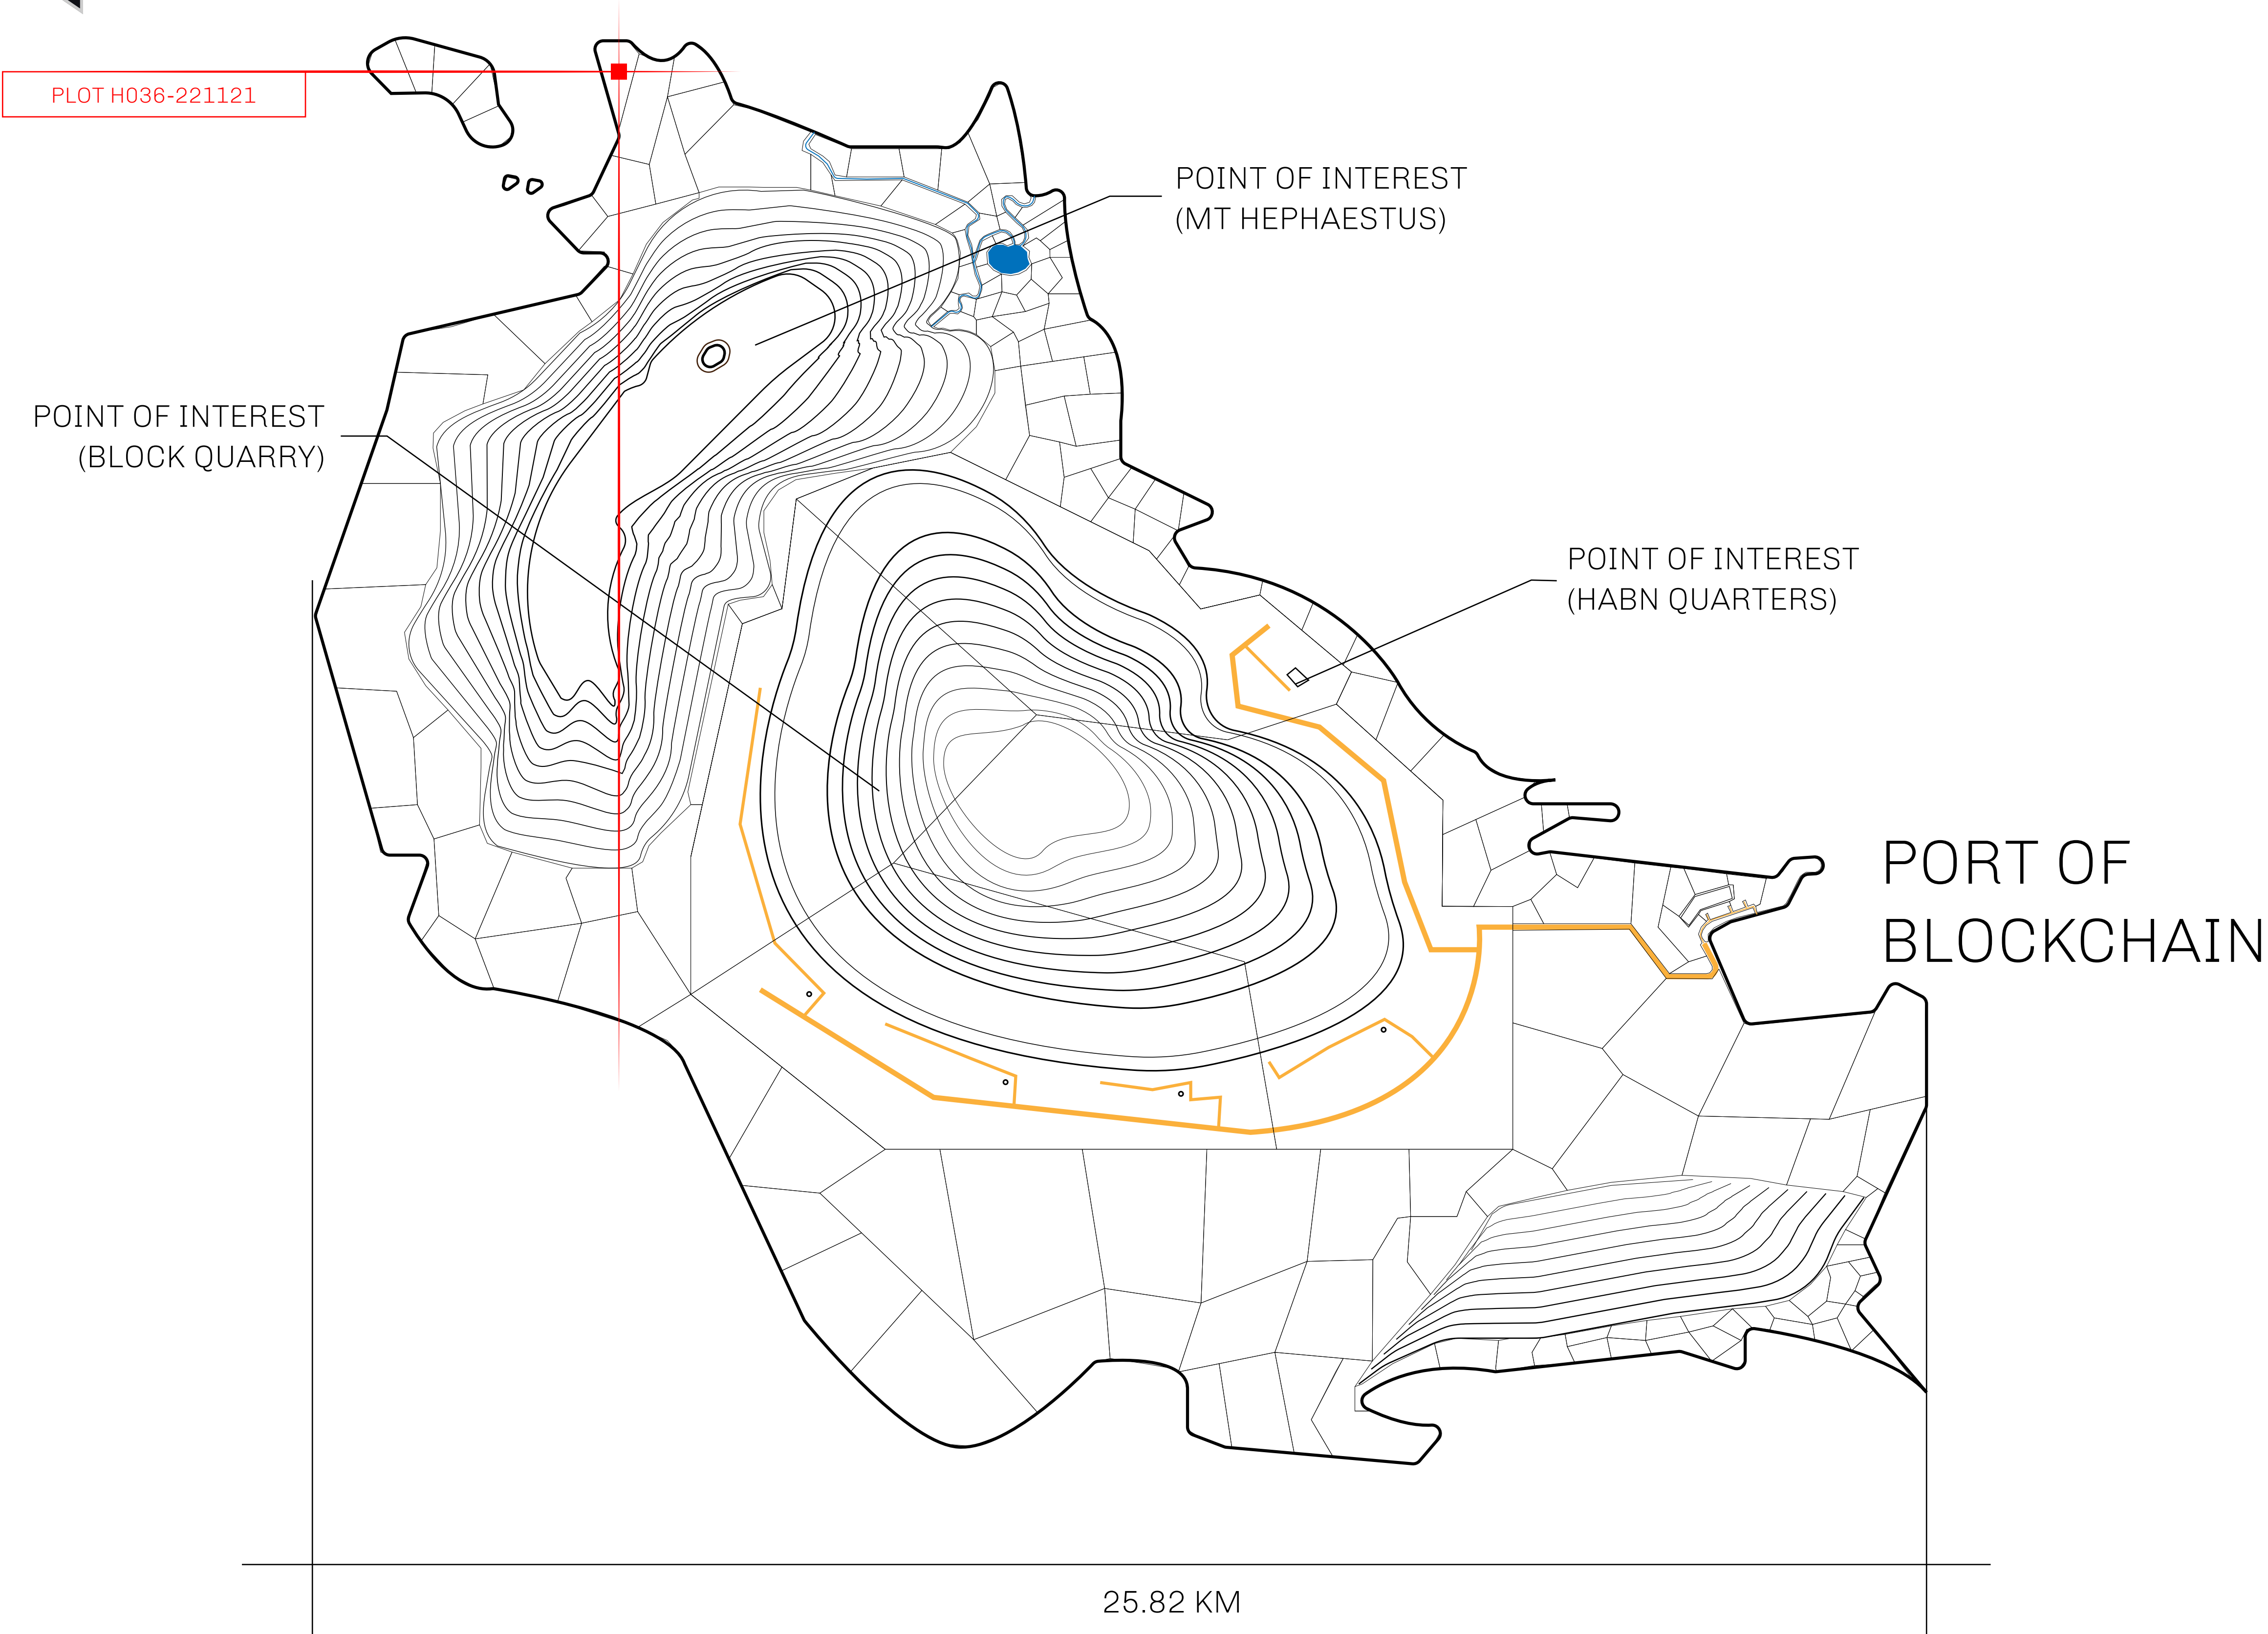 PLOT H036-221121
POINT OF INTEREST
(MT HEPHAESTUS)
POINT OF INTEREST
(BLOCK QUARRY)
POINT OF INTEREST
(HABN QUARTERS)
PORT OF
BLOCKCHAIN
25.82 KM